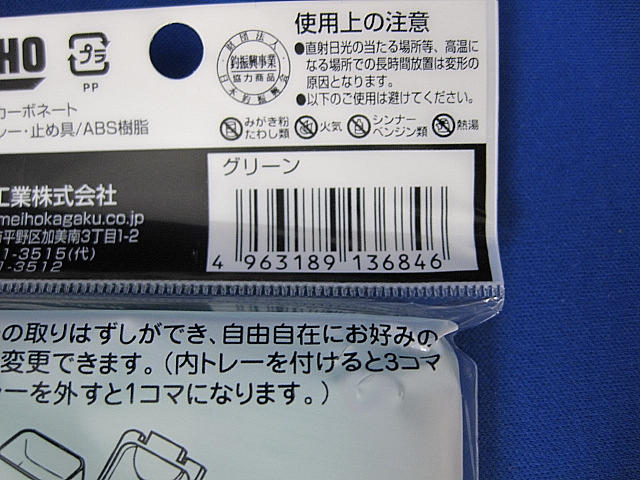 HO
プラ
PP
カーボネート
レー・止め具/ABS樹脂
財団法人
釣振興事業
協力商品
日本釣振興会
使用上の注意
●直射日光の当たる場所等、高温に
なる場所での長時間放置は変形の
原因となります。
●以下のご使用は避けてください。
みがき粉
たわし類
火気
シンナー
ベンジン類
熱湯
工業株式会社
meihokagaku.co.jp
平野区加美南3丁目1-2
1-3515(代)
1-3512
グリーン
4 963189 136846
の取りはずしができ、自由自在にお好みの
変更できます。(内トレーを付けると3コマ
ーを外すと1コマになります。)